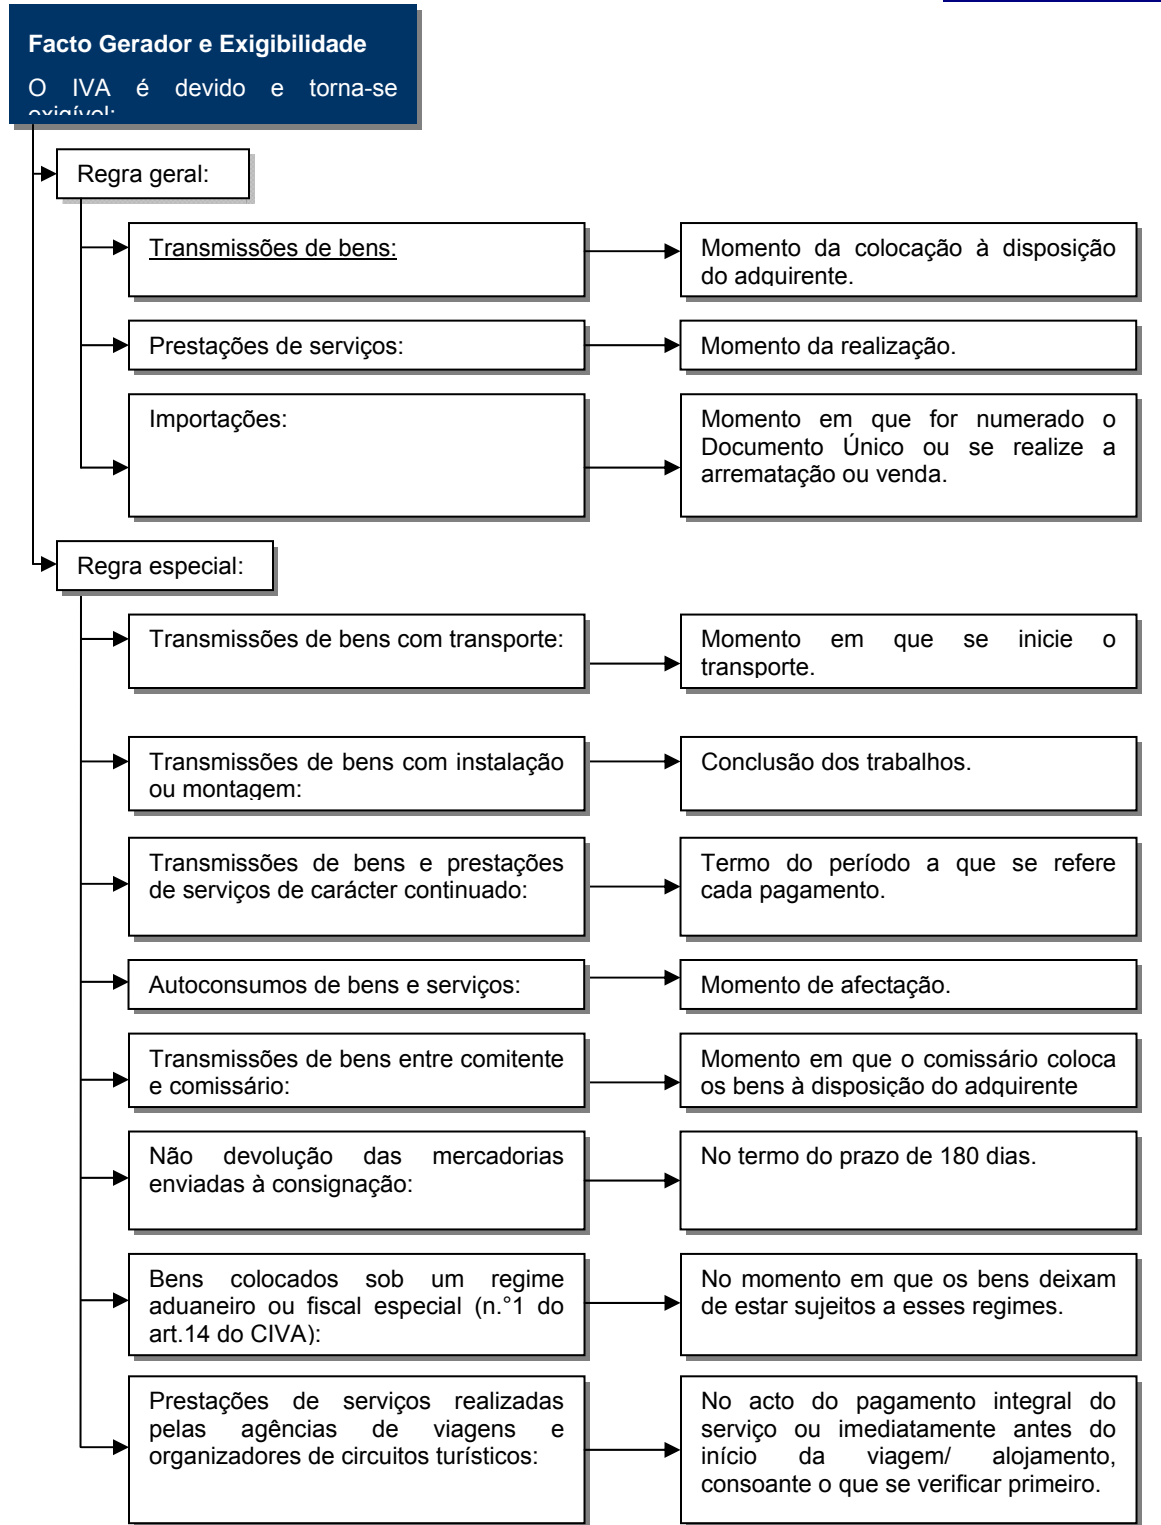 Facto Gerador e Exigibilidade
O IVA é devido e torna-se
exigível:
Regra geral:
Transmissões de bens:
Momento da colocação à disposição
do adquirente.
Prestações de serviços:
Momento da realização.
Importações:
Momento em que for numerado o
Documento Único ou se realize a
arrematação ou venda.
Regra especial:
Transmissões de bens com transporte:
Momento em que se inicie o
transporte.
Transmissões de bens com instalação
ou montagem:
Conclusão dos trabalhos.
Transmissões de bens e prestações
de serviços de carácter continuado:
Termo do período a que se refere
cada pagamento.
Autoconsumos de bens e serviços:
Momento de afectação.
Transmissões de bens entre comitente
e comissário:
Momento em que o comissário coloca
os bens à disposição do adquirente
Não devolução das mercadorias
enviadas à consignação:
No termo do prazo de 180 dias.
Bens colocados sob um regime
aduaneiro ou fiscal especial (n.°1 do
art.14 do CIVA):
No momento em que os bens deixam
de estar sujeitos a esses regimes.
Prestações de serviços realizadas
pelas agências de viagens e
organizadores de circuitos turísticos:
No acto do pagamento integral do
serviço ou imediatamente antes do
início da viagem/ alojamento,
consoante o que se verificar primeiro.